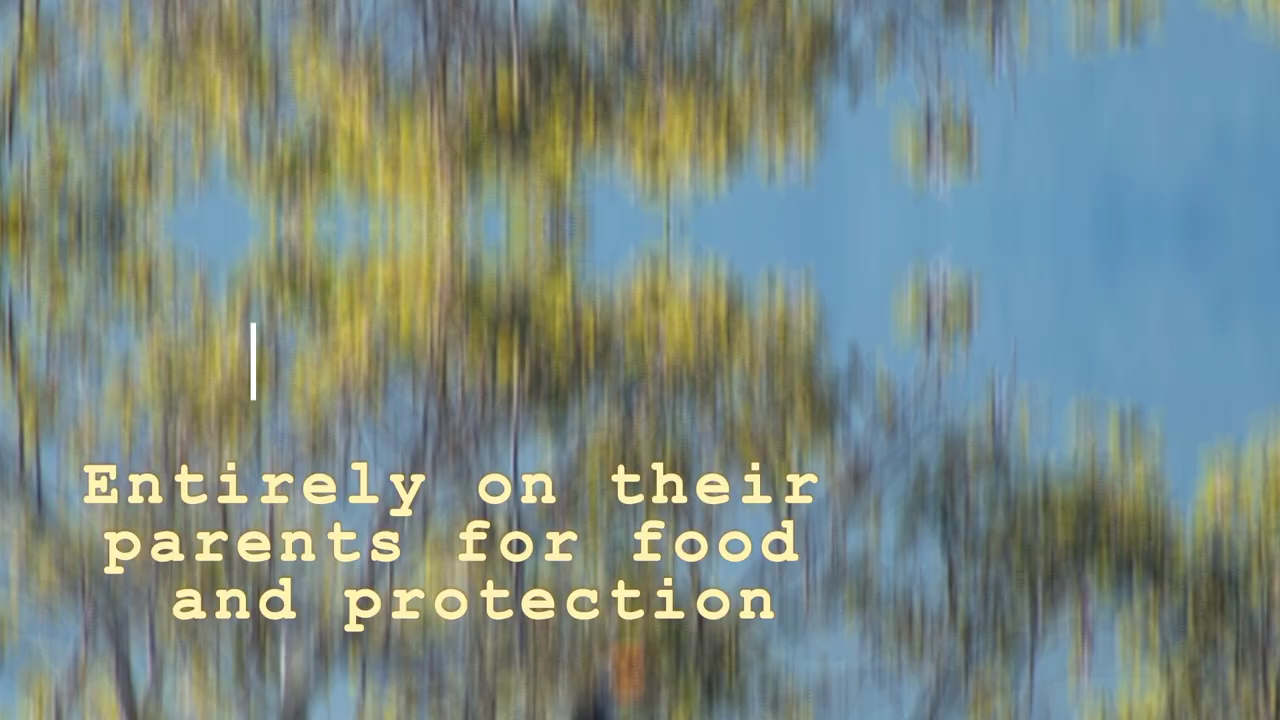 Entirely on their
parents for food
and protection